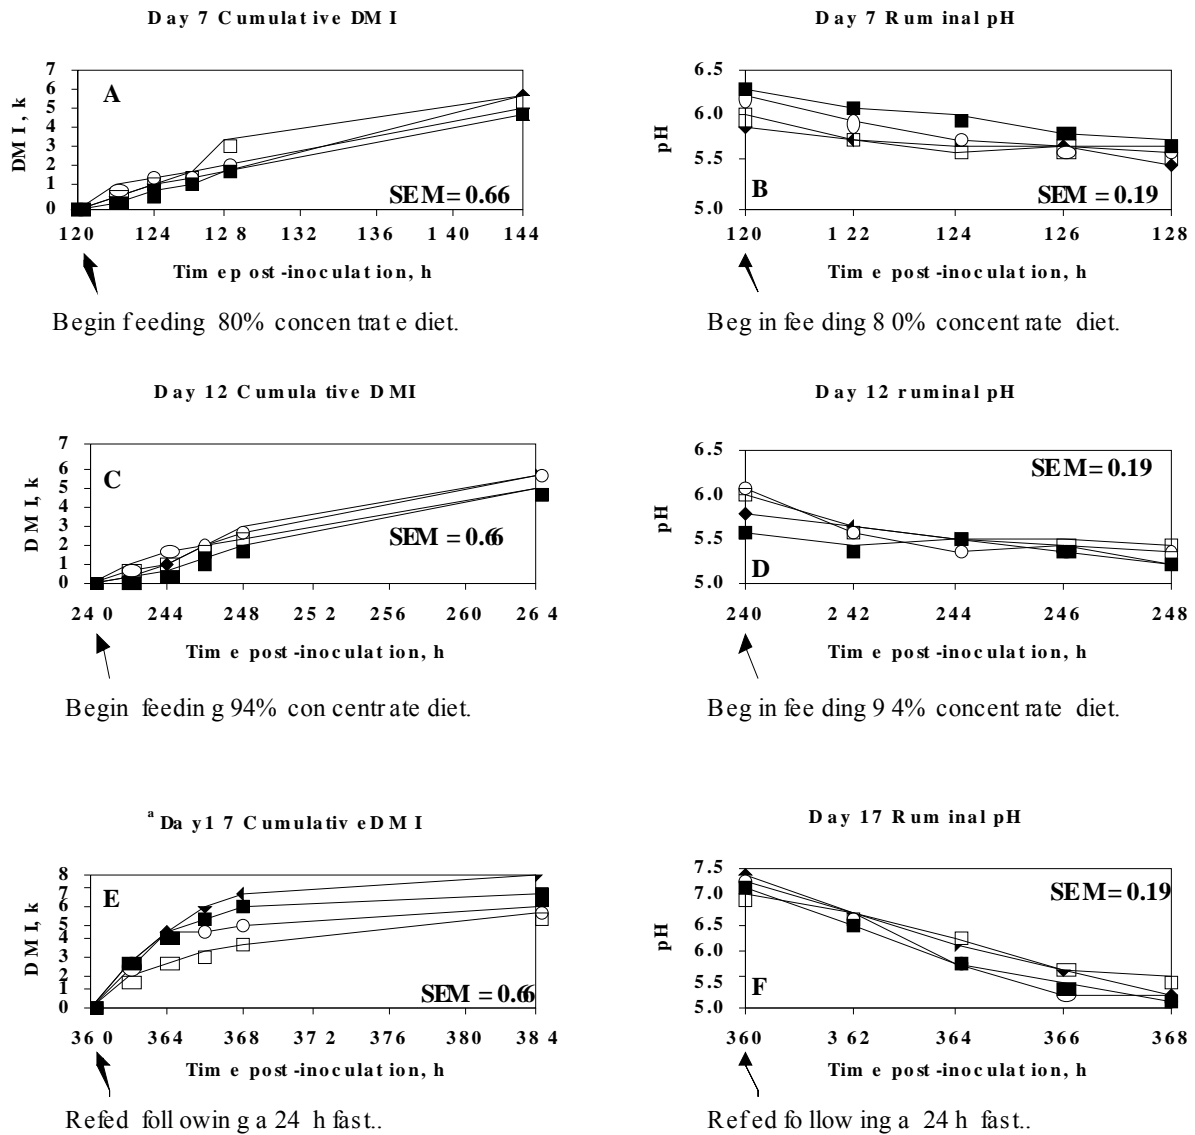 Day 7 Cumulative DMI
7
6
5
4
3
2
1
0
DMI, k
A
SEM=0.66
120 124 128 132 136 140 144
Time post-inoculation, h
Begin feeding 80% concentrate diet.
Day 7 Ruminal pH
6.5
6.0
5.5
5.0
pH
B
SEM=0.19
120 122 124 126 128
Time post-inoculation, h
Begin feeding 80% concentrate diet.
Day 12 Cumulative DMI
7
6
5
4
3
2
1
0
DMI, k
C
SEM=0.66
240 244 248 252 256 260 264
Time post-inoculation, h
Begin feeding 94% concentrate diet.
Day 12 ruminal pH
6.5
6.0
5.5
5.0
pH
D
SEM=0.19
240 242 244 246 248
Time post-inoculation, h
Begin feeding 94% concentrate diet.
a Day17 Cumulative DMI
8
7
6
5
4
3
2
1
0
DMI, k
E
SEM=0.66
360 364 368 372 376 380 384
Time post-inoculation, h
Refed following a 24 h fast..
Day 17 Ruminal pH
7.5
7.0
6.5
6.0
5.5
5.0
pH
F
SEM=0.19
360 362 364 366 368
Time post-inoculation, h
Refed following a 24 h fast..